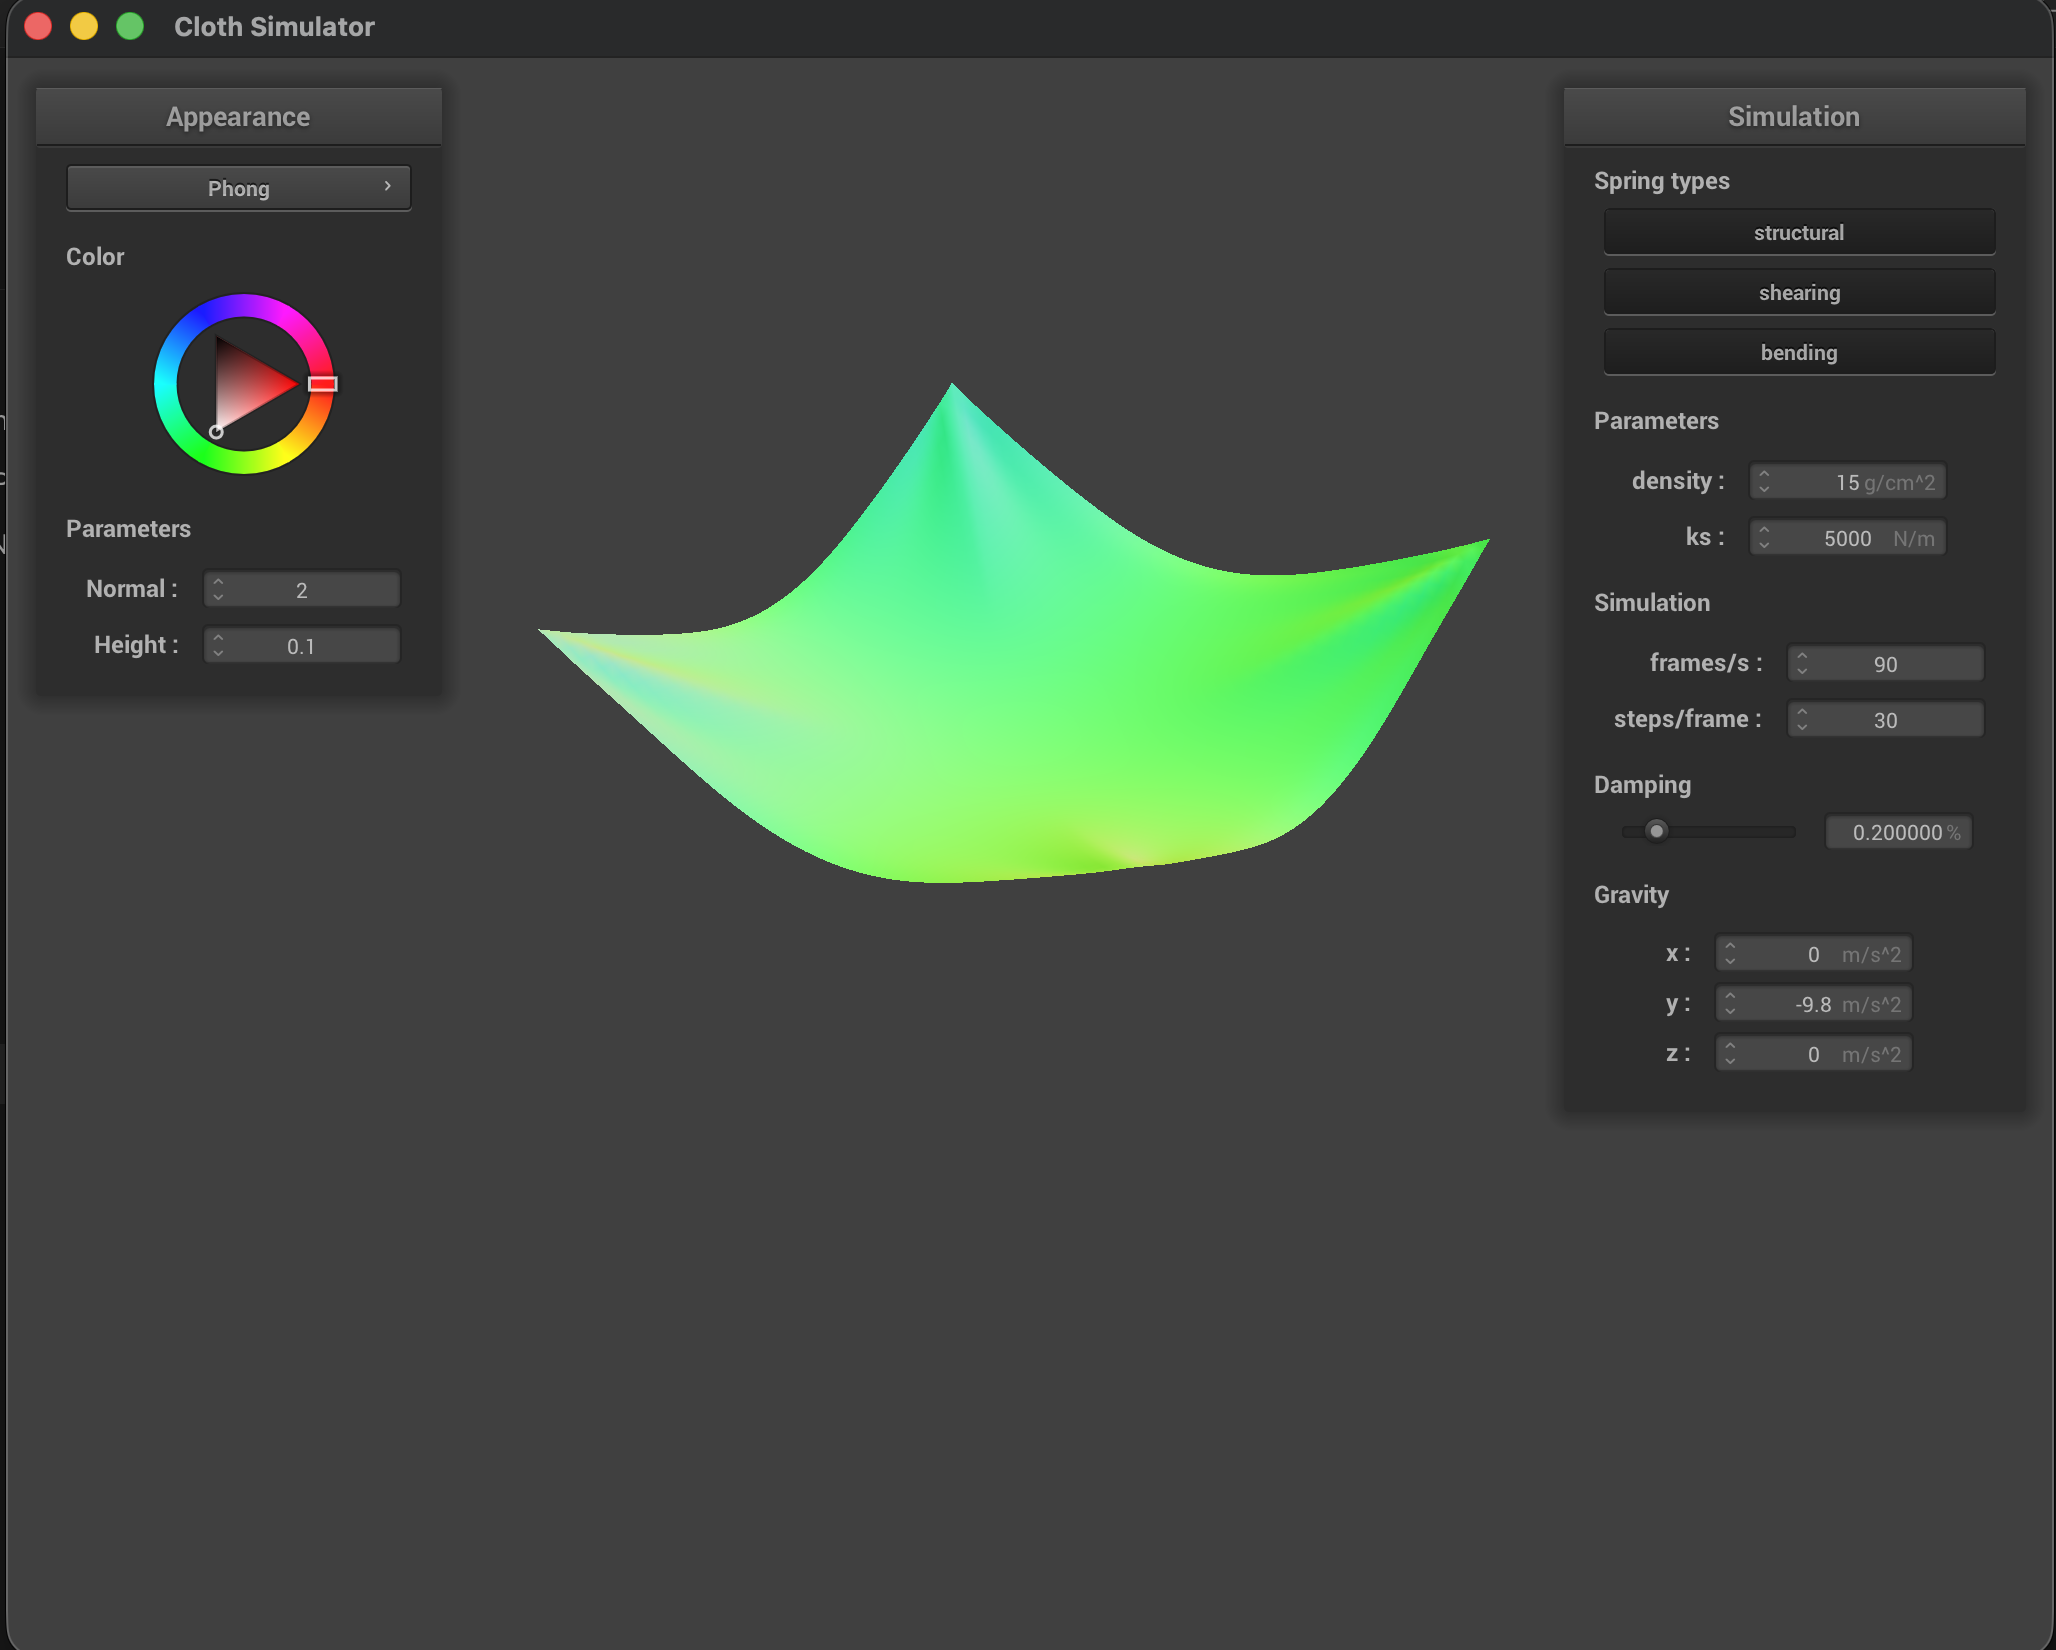 Cloth Simulator
Appearance
Phong
Color
Parameters
Normal : 2
Height : 0.1
Simulation
Spring types
structural
shearing
bending
Parameters
density : 15 g/cm^2
ks : 5000 N/m
Simulation
frames/s : 90
steps/frame : 30
Damping
0.200000 %
Gravity
x : 0 m/s^2
y : -9.8 m/s^2
z : 0 m/s^2